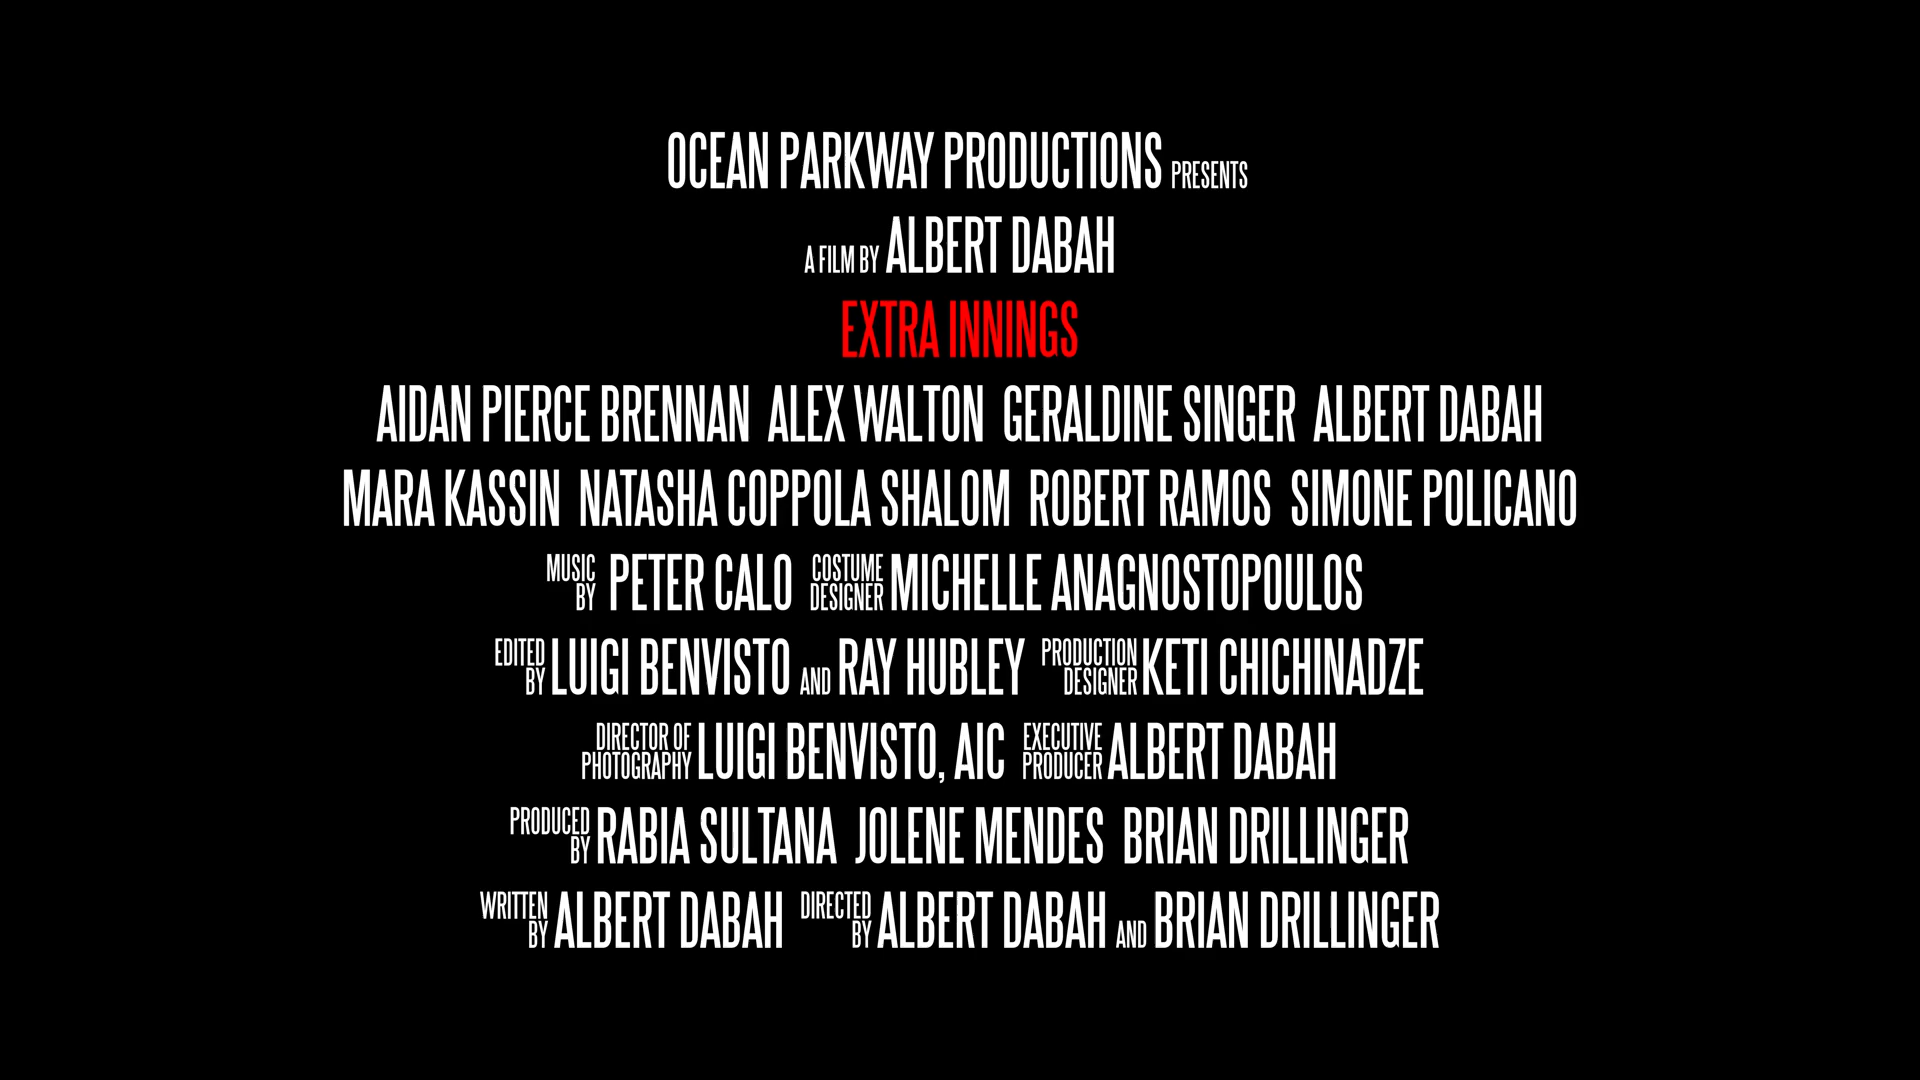 OCEAN PARKWAY PRODUCTIONS PRESENTS
A FILM BY ALBERT DABAH
EXTRA INNINGS
AIDAN PIERCE BRENNAN ALEX WALTON GERALDINE SINGER ALBERT DABAH
MARA KASSIN NATASHA COPPOLA SHALOM ROBERT RAMOS SIMONE POLICANO
MUSIC BY PETER CALO COSTUME DESIGNER MICHELLE ANAGNOSTOPOULOS
EDITED BY LUIGI BENVISTO AND RAY HUBLEY PRODUCTION DESIGNER KETI CHICHINADZE
DIRECTOR OF PHOTOGRAPHY LUIGI BENVISTO, AIC EXECUTIVE PRODUCER ALBERT DABAH
PRODUCED BY RABIA SULTANA JOLENE MENDES BRIAN DRILLINGER
WRITTEN BY ALBERT DABAH DIRECTED BY ALBERT DABAH AND BRIAN DRILLINGER